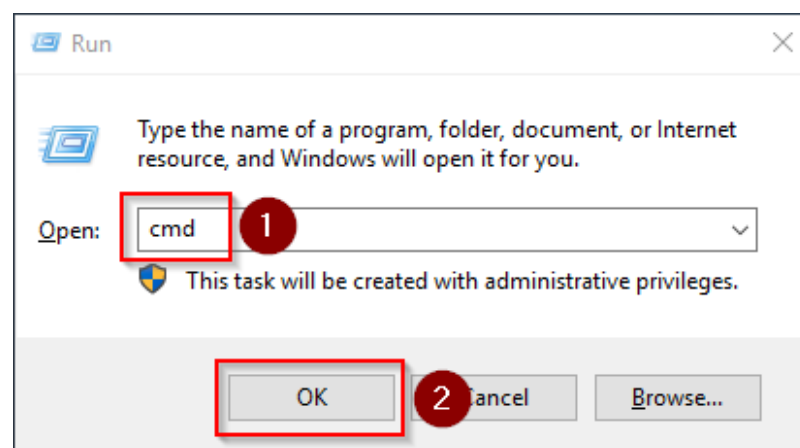 Run
Type the name of a program, folder, document, or Internet
resource, and Windows will open it for you.
Open: cmd 1
This task will be created with administrative privileges.
OK 2 ancel Browse...